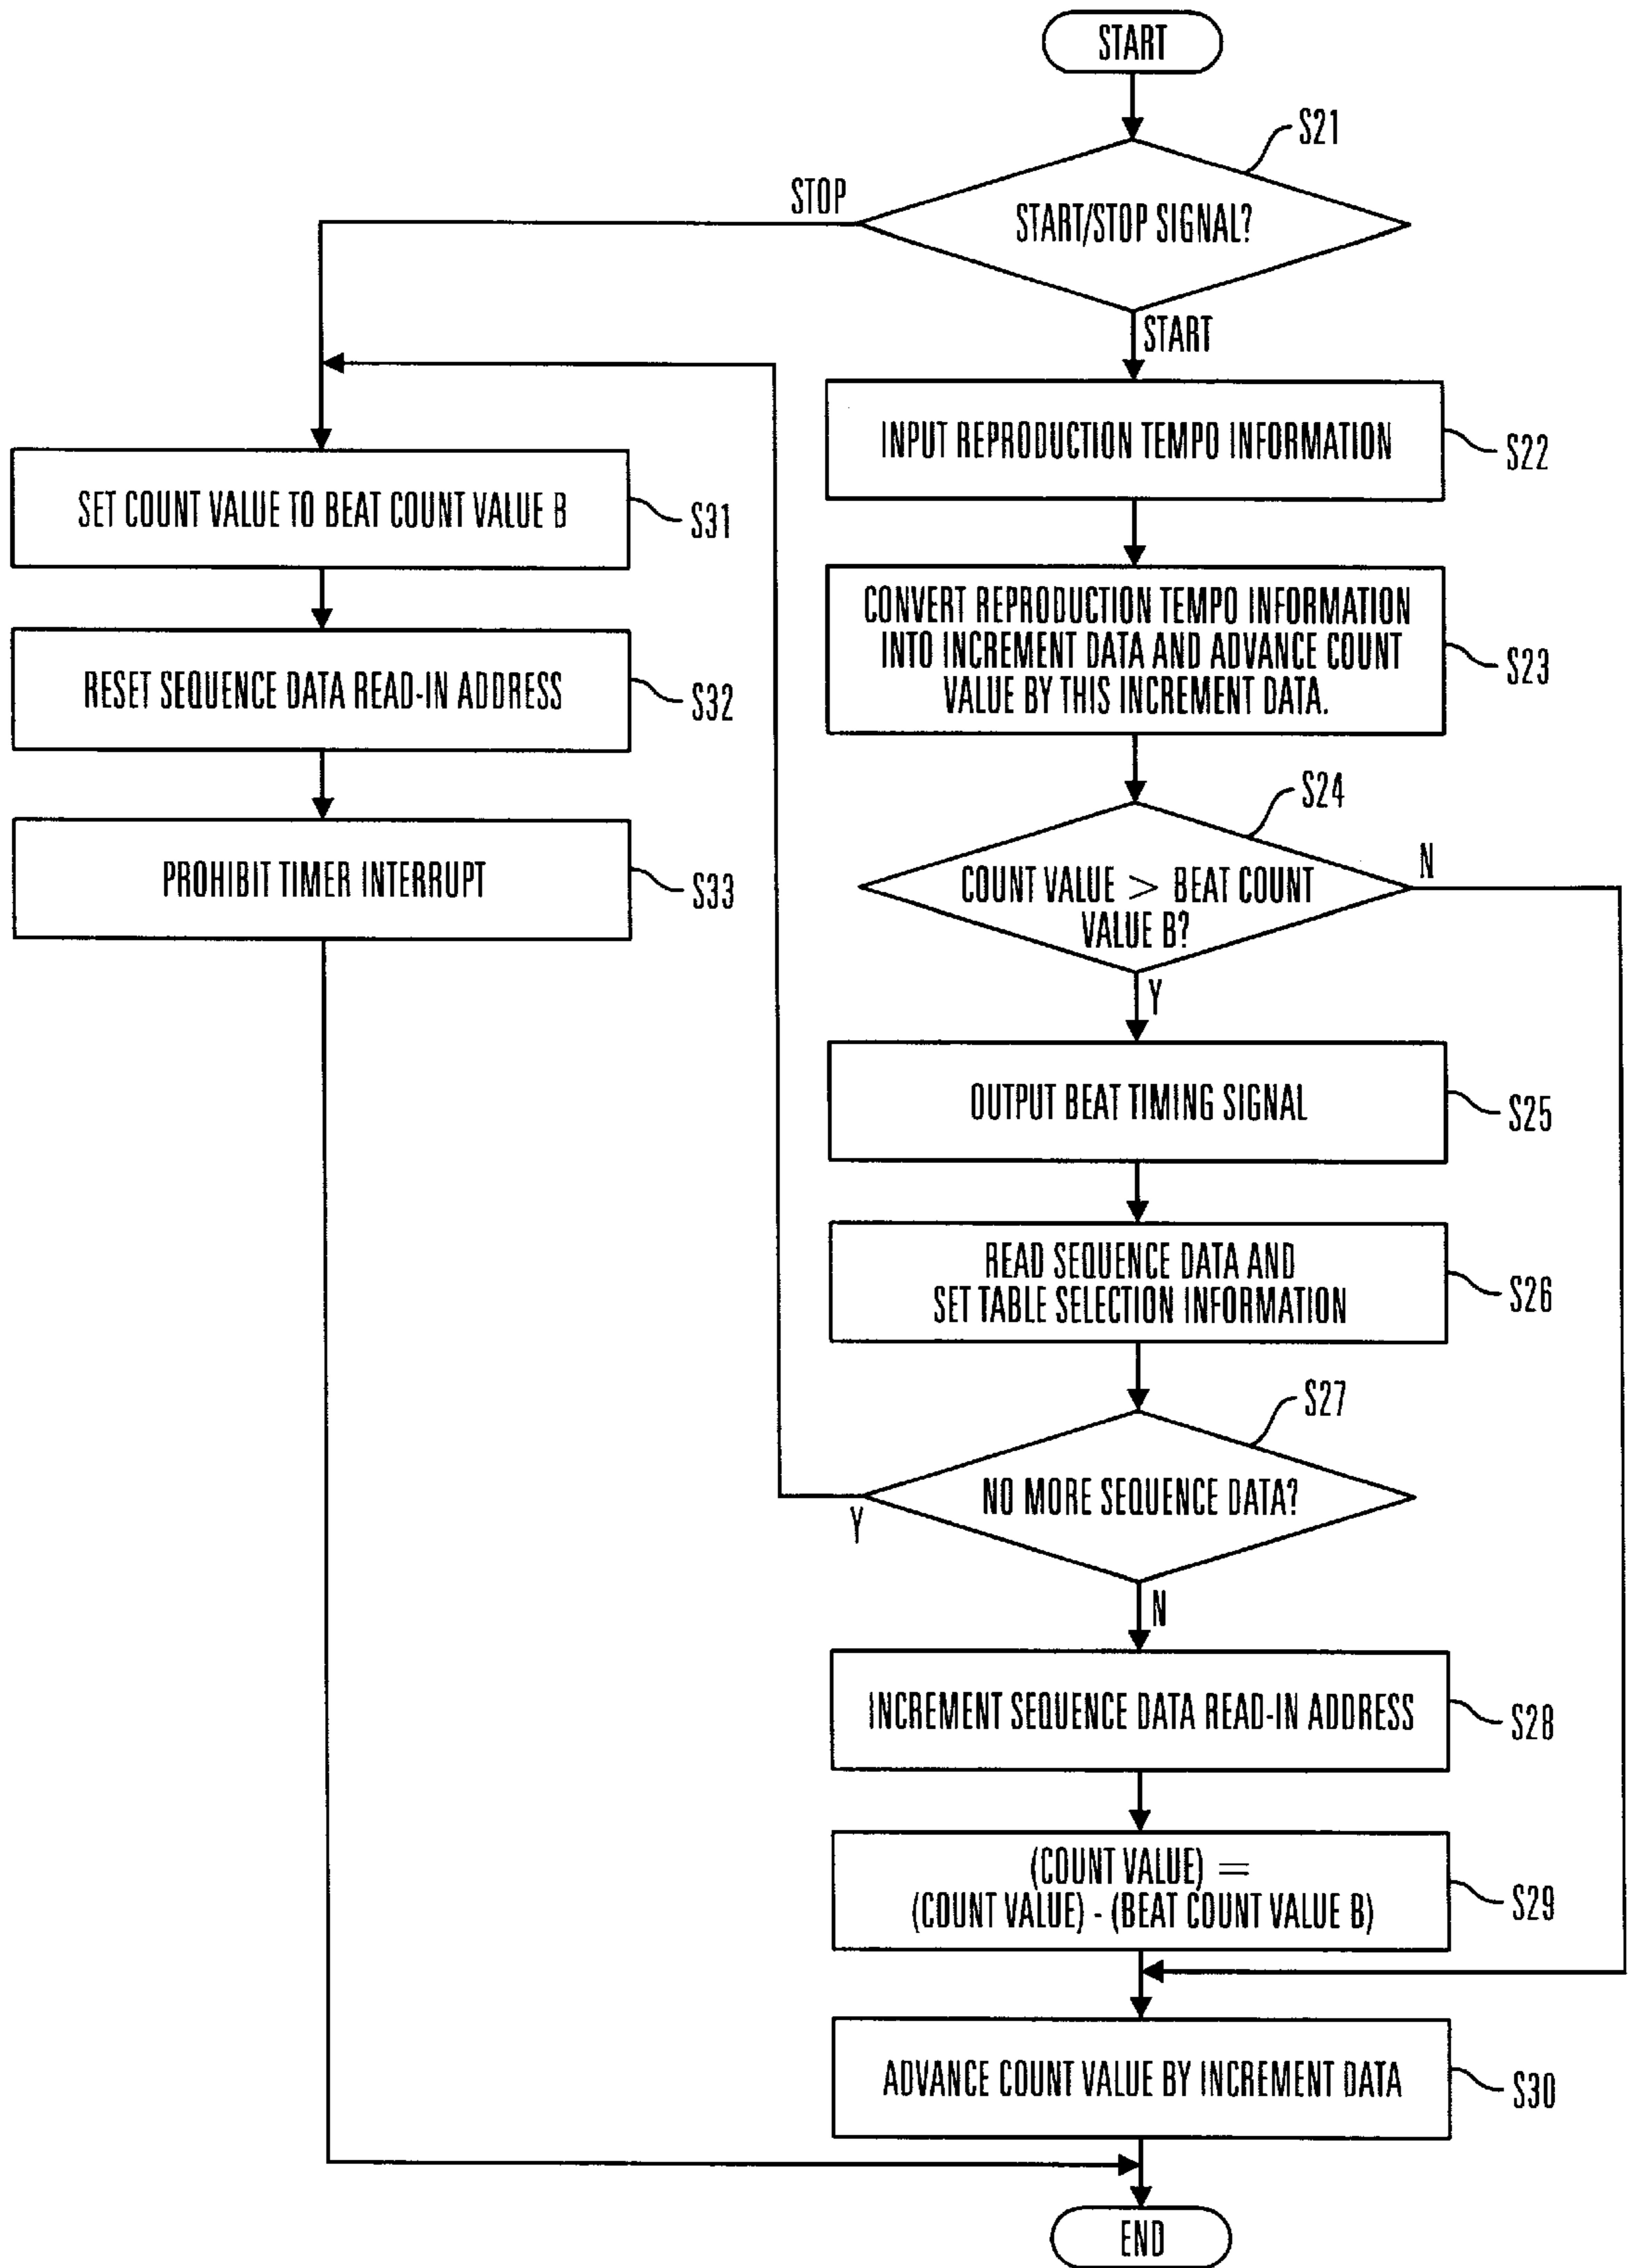 START
S21
STOP
START/STOP SIGNAL?
START
INPUT REPRODUCTION TEMPO INFORMATION
S22
SET COUNT VALUE TO BEAT COUNT VALUE B
S31
CONVERT REPRODUCTION TEMPO INFORMATION
INTO INCREMENT DATA AND ADVANCE COUNT
VALUE BY THIS INCREMENT DATA.
S23
RESET SEQUENCE DATA READ-IN ADDRESS
S32
S24
COUNT VALUE > BEAT COUNT
VALUE B?
N
PROHIBIT TIMER INTERRUPT
S33
Y
OUTPUT BEAT TIMING SIGNAL
S25
READ SEQUENCE DATA AND
SET TABLE SELECTION INFORMATION
S26
S27
NO MORE SEQUENCE DATA?
Y
N
INCREMENT SEQUENCE DATA READ-IN ADDRESS
S28
(COUNT VALUE) =
(COUNT VALUE) - (BEAT COUNT VALUE B)
S29
ADVANCE COUNT VALUE BY INCREMENT DATA
S30
END